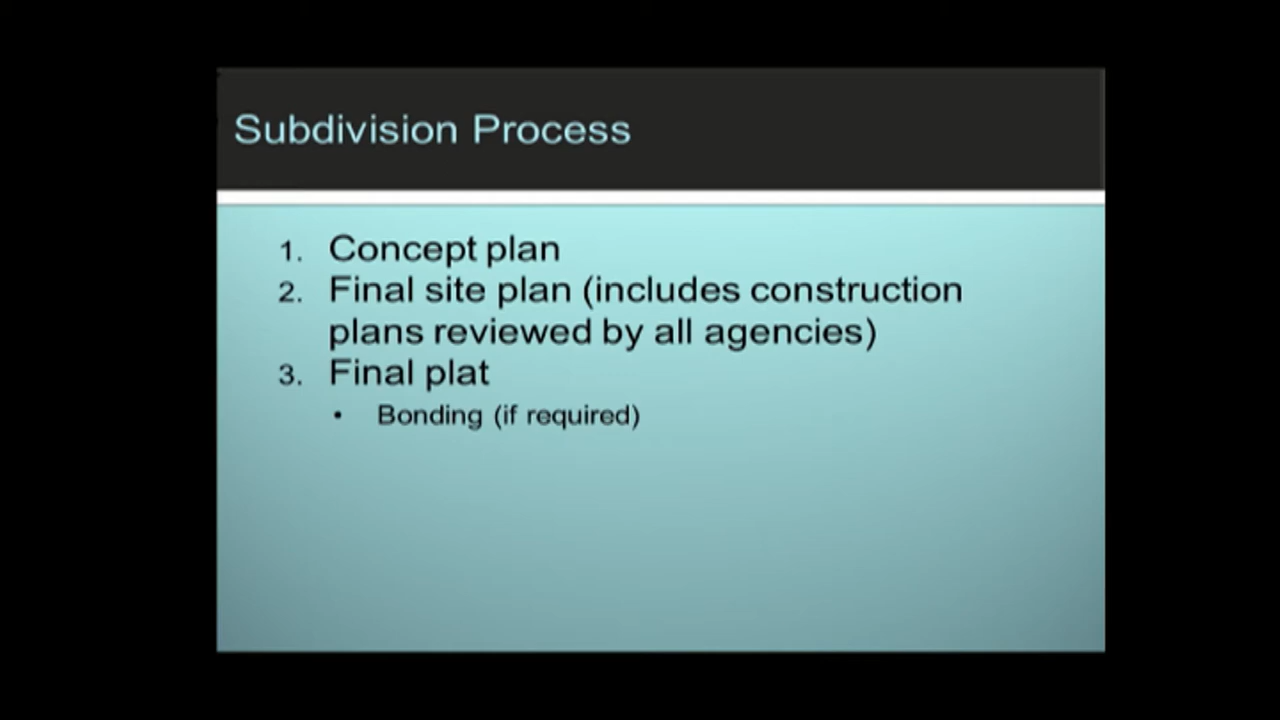 Subdivision Process
1. Concept plan
2. Final site plan (includes construction
plans reviewed by all agencies)
3. Final plat
• Bonding (if required)